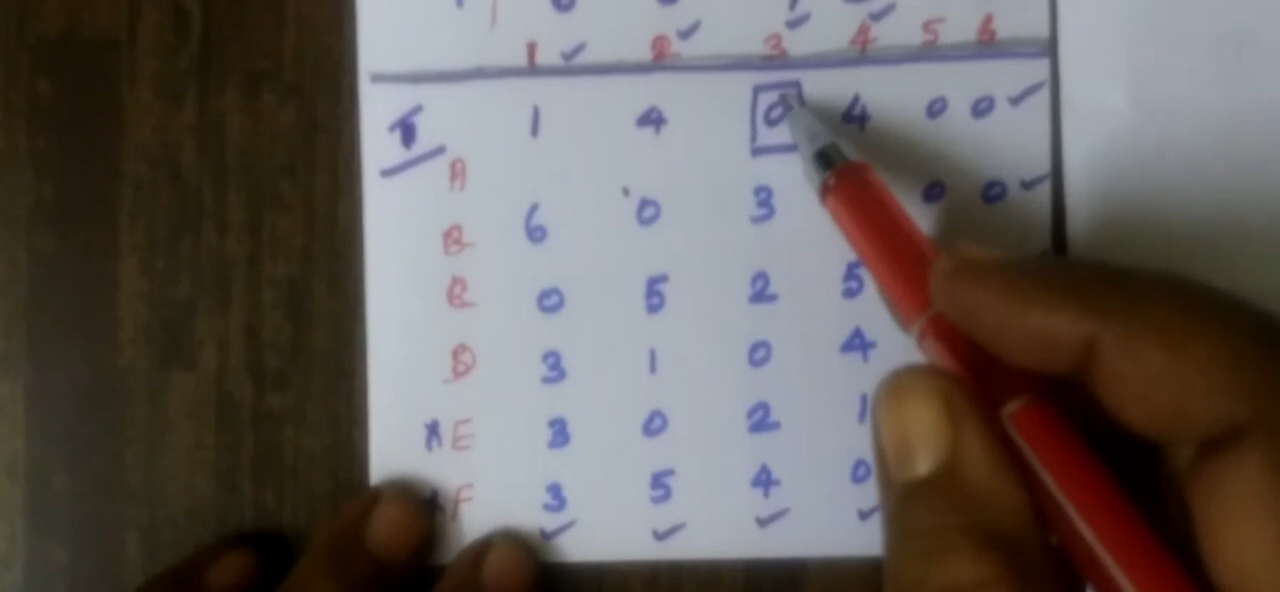 1 ✓ 2 ✓ 3 ✓ 4 ✓ 5 6
I 1 4 0 4 0 0 ✓
A
6 0 3 0 0 ✓
B
0 5 2 5
D 3 1 0 4
* E 3 0 2 1
F 3 5 4 0
✓ ✓ ✓ ✓